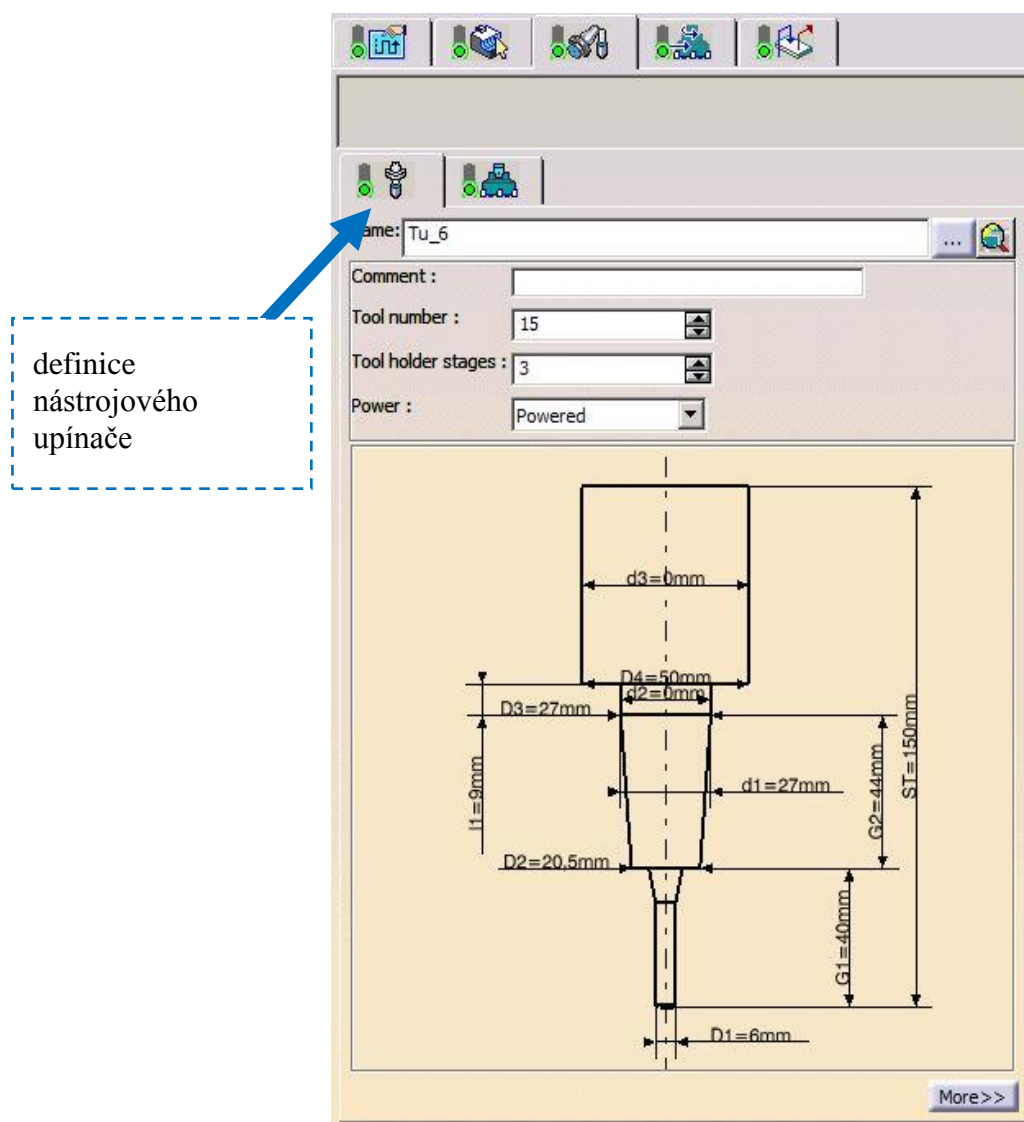 ame: Tu_6
...
Comment :
Tool number : 15
definice
nástrojového
upínače
Tool holder stages : 3
Power : Powered
d3=0mm
D4=50mm
d2=0mm
D3=27mm
ST=150mm
l1=9mm
G2=44mm
d1=27mm
D2=20,5mm
G1=40mm
D1=6mm
More>>